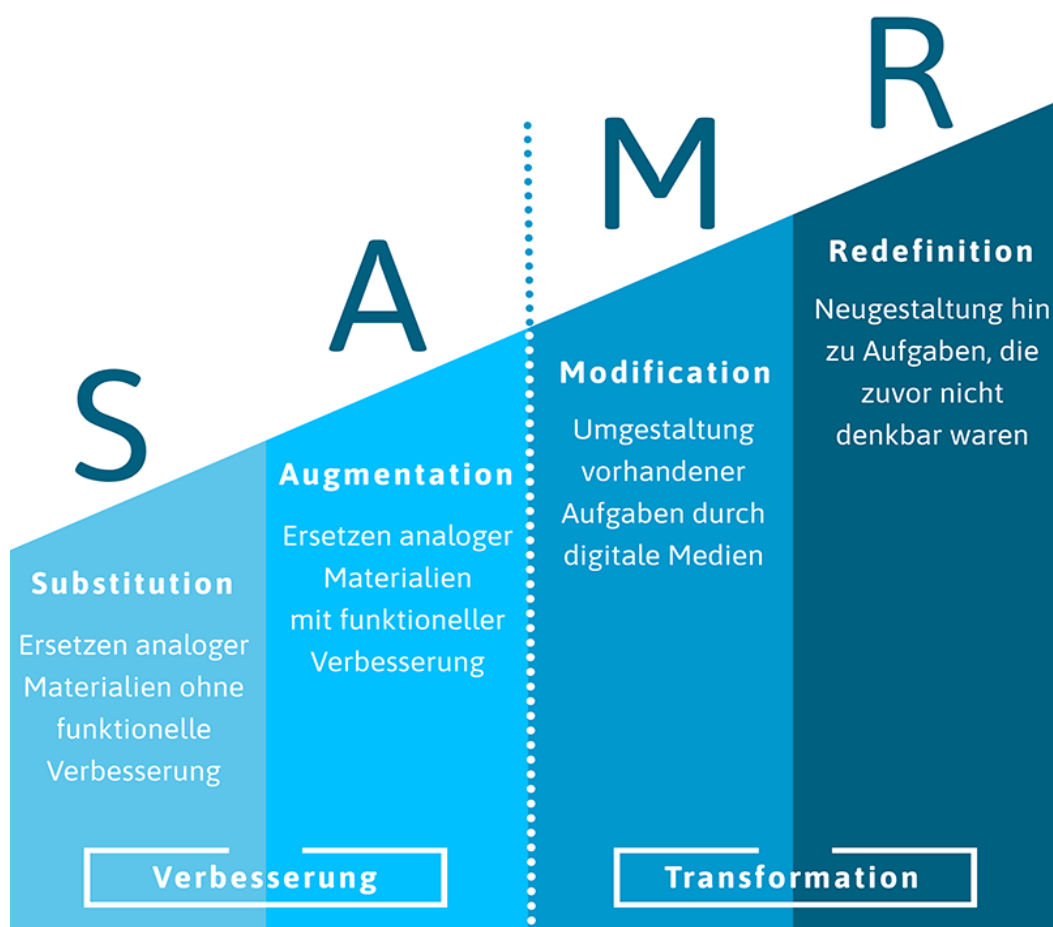 S
A
M
R
Substitution
Ersetzen analoger
Materialien ohne
funktionelle
Verbesserung
Augmentation
Ersetzen analoger
Materialien
mit funktioneller
Verbesserung
Modification
Umgestaltung
vorhandener
Aufgaben durch
digitale Medien
Redefinition
Neugestaltung hin
zu Aufgaben, die
zuvor nicht
denkbar waren
Verbesserung
Transformation